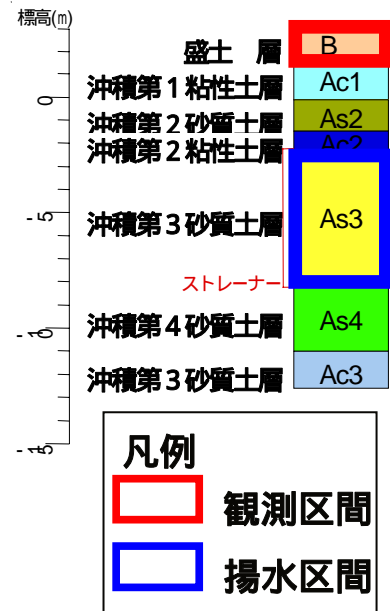 標高(m)
盛土 層 B
沖積第1粘性土層 Ac1
0
沖積第2砂質土層 As2
沖積第2粘性土層 Ac2
-5
沖積第3砂質土層 As3
ストレーナー
沖積第4砂質土層 As4
-10
沖積第3砂質土層 Ac3
-15
凡例
観測区間
揚水区間